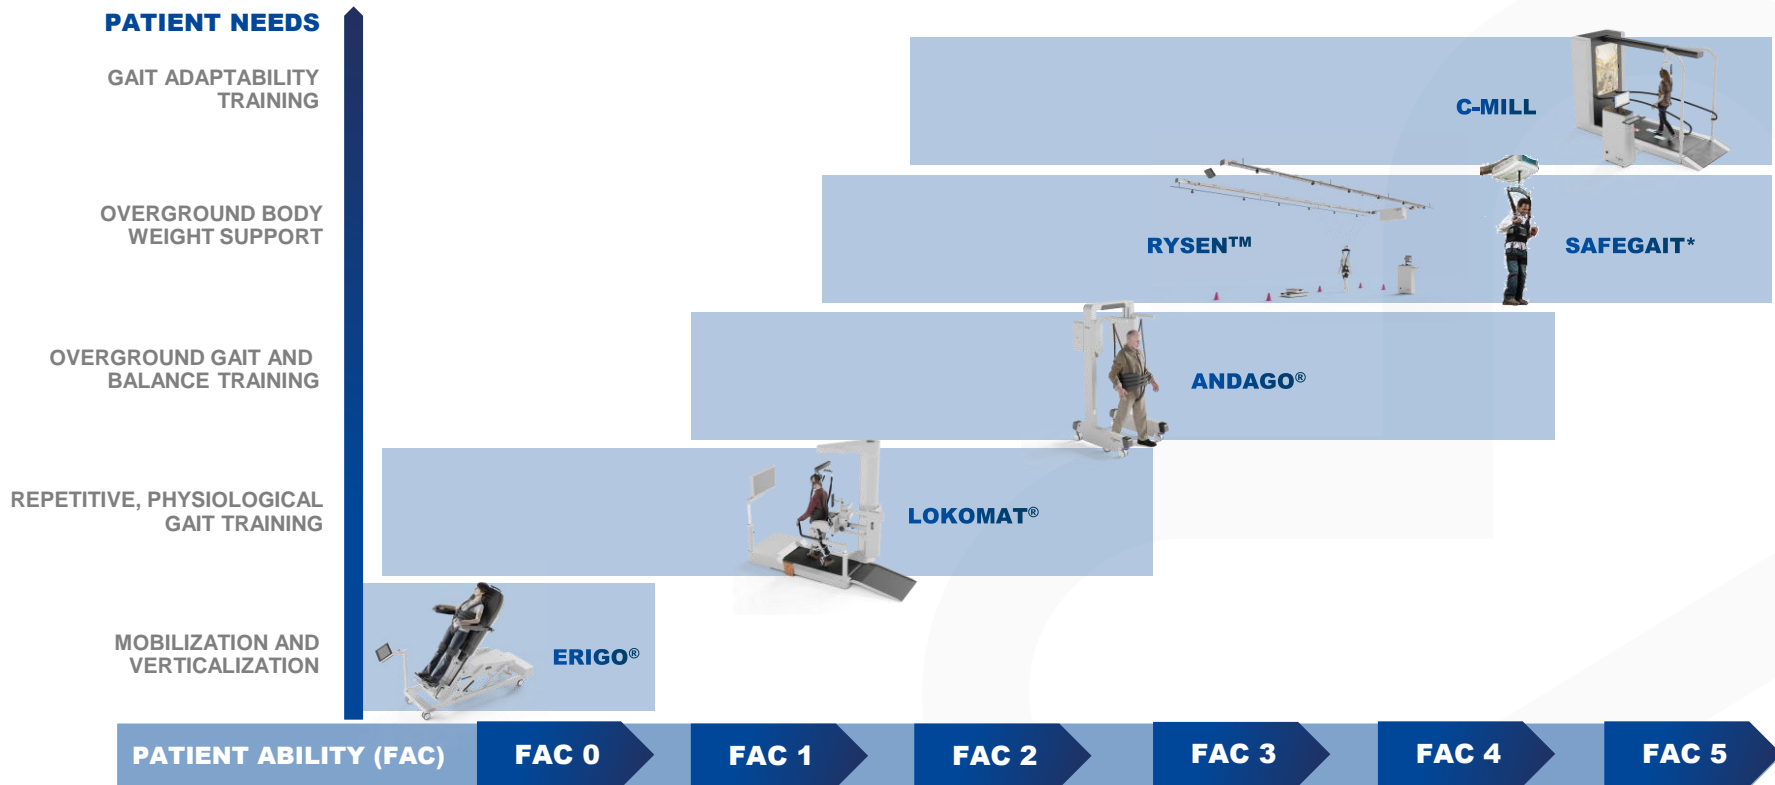 PATIENT NEEDS
GAIT ADAPTABILITY
TRAINING
C-MILL
OVERGROUND BODY
WEIGHT SUPPORT
RYSEN™
SAFEGAIT*
OVERGROUND GAIT AND
BALANCE TRAINING
ANDAGO®
REPETITIVE, PHYSIOLOGICAL
GAIT TRAINING
LOKOMAT®
MOBILIZATION AND
VERTICALIZATION
ERIGO®
PATIENT ABILITY (FAC)
FAC 0
FAC 1
FAC 2
FAC 3
FAC 4
FAC 5